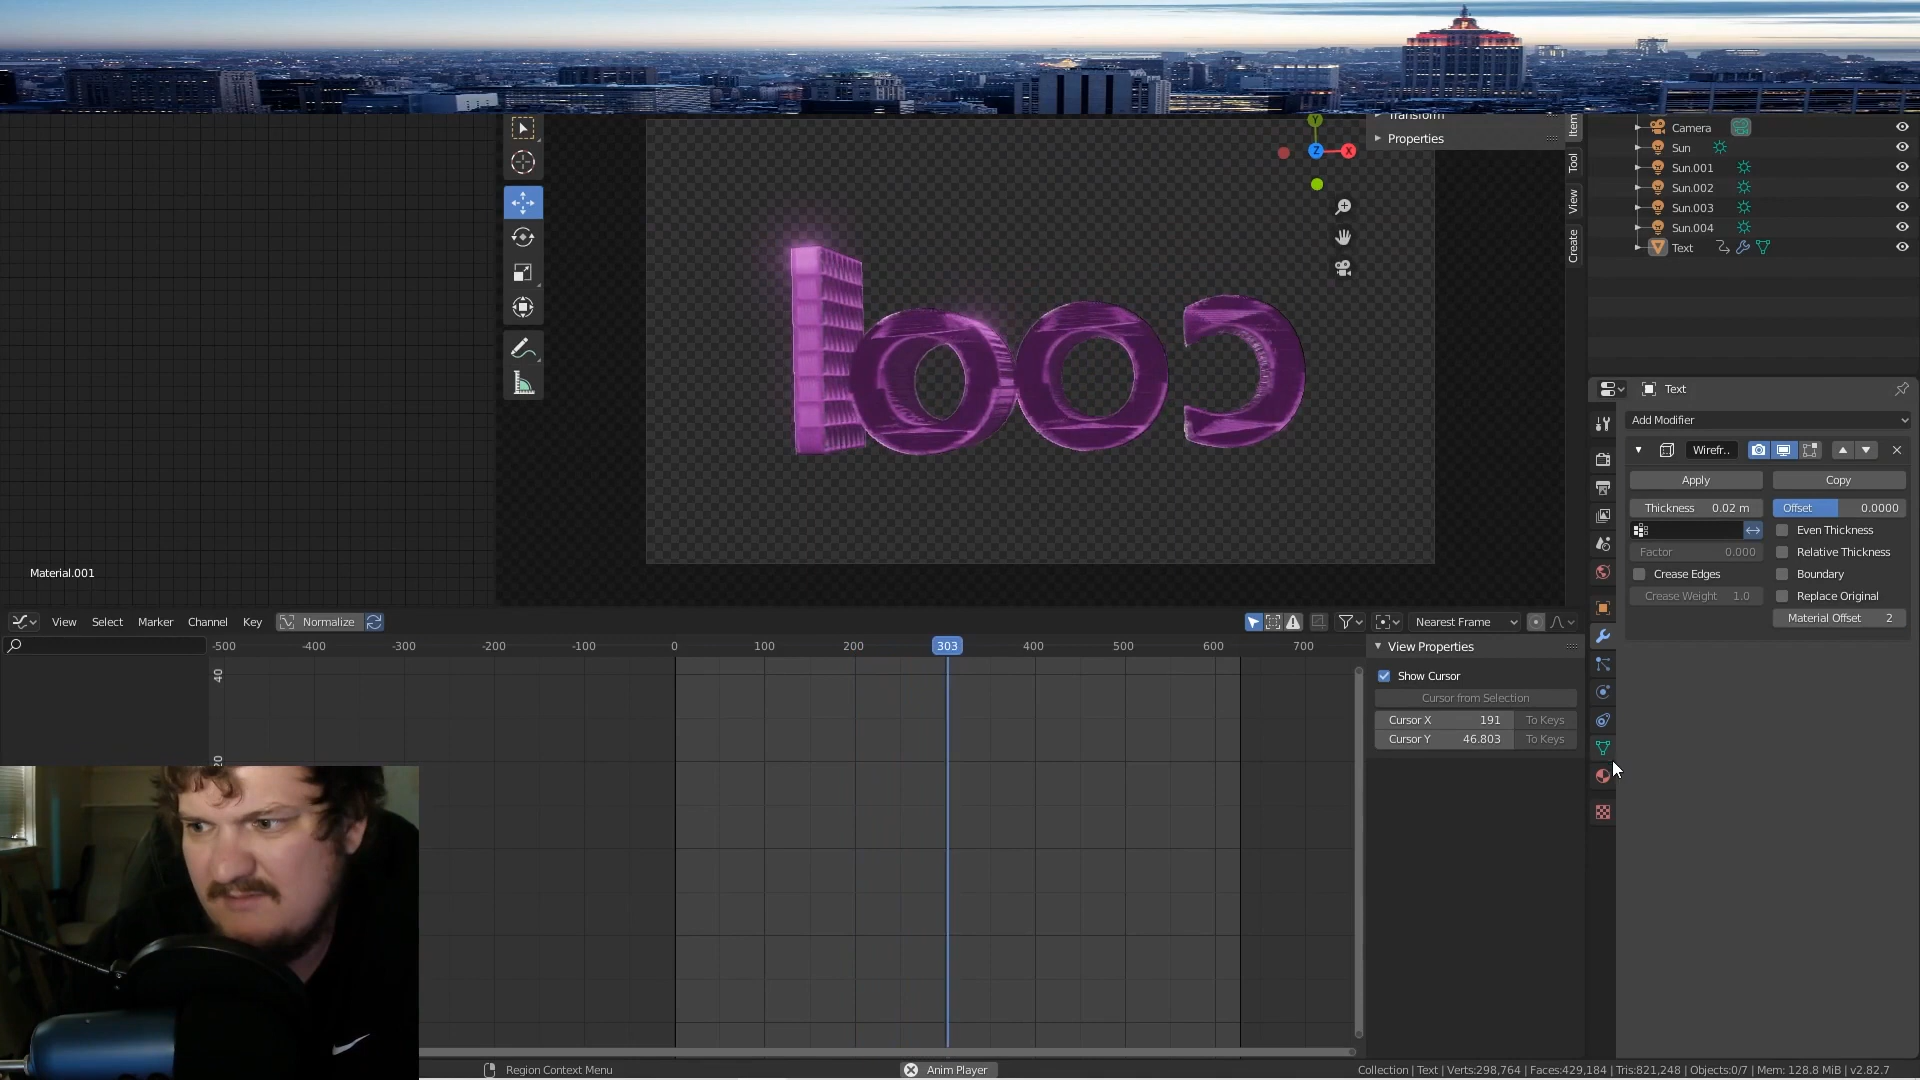 Transform
Item
Properties
Tool
View
Create
Y
Z
X
Camera
Sun
Sun.001
Sun.002
Sun.003
Sun.004
Text
cool
Material.001
Text
Add Modifier
Wirefr..
Apply
Copy
Thickness 0.02 m
Offset 0.0000
Even Thickness
Factor 0.000
Relative Thickness
Crease Edges
Boundary
Crease Weight 1.0
Replace Original
Material Offset 2
View Select Marker Channel Key Normalize Nearest Frame
-500 -400 -300 -200 -100 0 100 200 303 400 500 600 700
40
20
View Properties
Show Cursor
Cursor from Selection
Cursor X 191 To Keys
Cursor Y 46.803 To Keys
Region Context Menu
Anim Player
Collection | Text | Verts:298,764 | Faces:429,184 | Tris:821,248 | Objects:0/7 | Mem: 128.8 MiB | v2.82.7